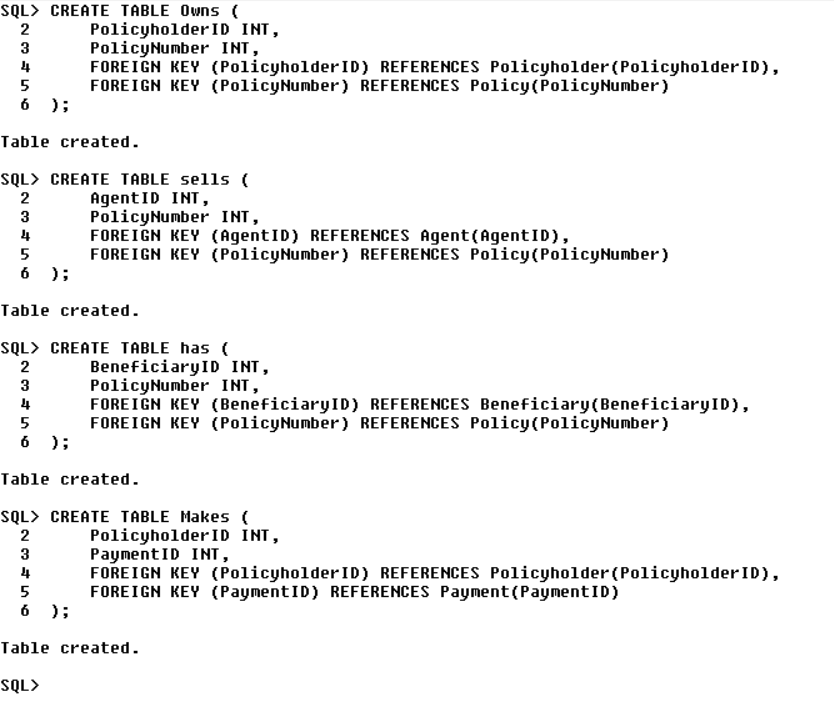 SQL> CREATE TABLE Owns (
  2      PolicyholderID INT,
  3      PolicyNumber INT,
  4      FOREIGN KEY (PolicyholderID) REFERENCES Policyholder(PolicyholderID),
  5      FOREIGN KEY (PolicyNumber) REFERENCES Policy(PolicyNumber)
  6  );
Table created.
SQL> CREATE TABLE sells (
  2      AgentID INT,
  3      PolicyNumber INT,
  4      FOREIGN KEY (AgentID) REFERENCES Agent(AgentID),
  5      FOREIGN KEY (PolicyNumber) REFERENCES Policy(PolicyNumber)
  6  );
Table created.
SQL> CREATE TABLE has (
  2      BeneficiaryID INT,
  3      PolicyNumber INT,
  4      FOREIGN KEY (BeneficiaryID) REFERENCES Beneficiary(BeneficiaryID),
  5      FOREIGN KEY (PolicyNumber) REFERENCES Policy(PolicyNumber)
  6  );
Table created.
SQL> CREATE TABLE Makes (
  2      PolicyholderID INT,
  3      PaymentID INT,
  4      FOREIGN KEY (PolicyholderID) REFERENCES Policyholder(PolicyholderID),
  5      FOREIGN KEY (PaymentID) REFERENCES Payment(PaymentID)
  6  );
Table created.
SQL>